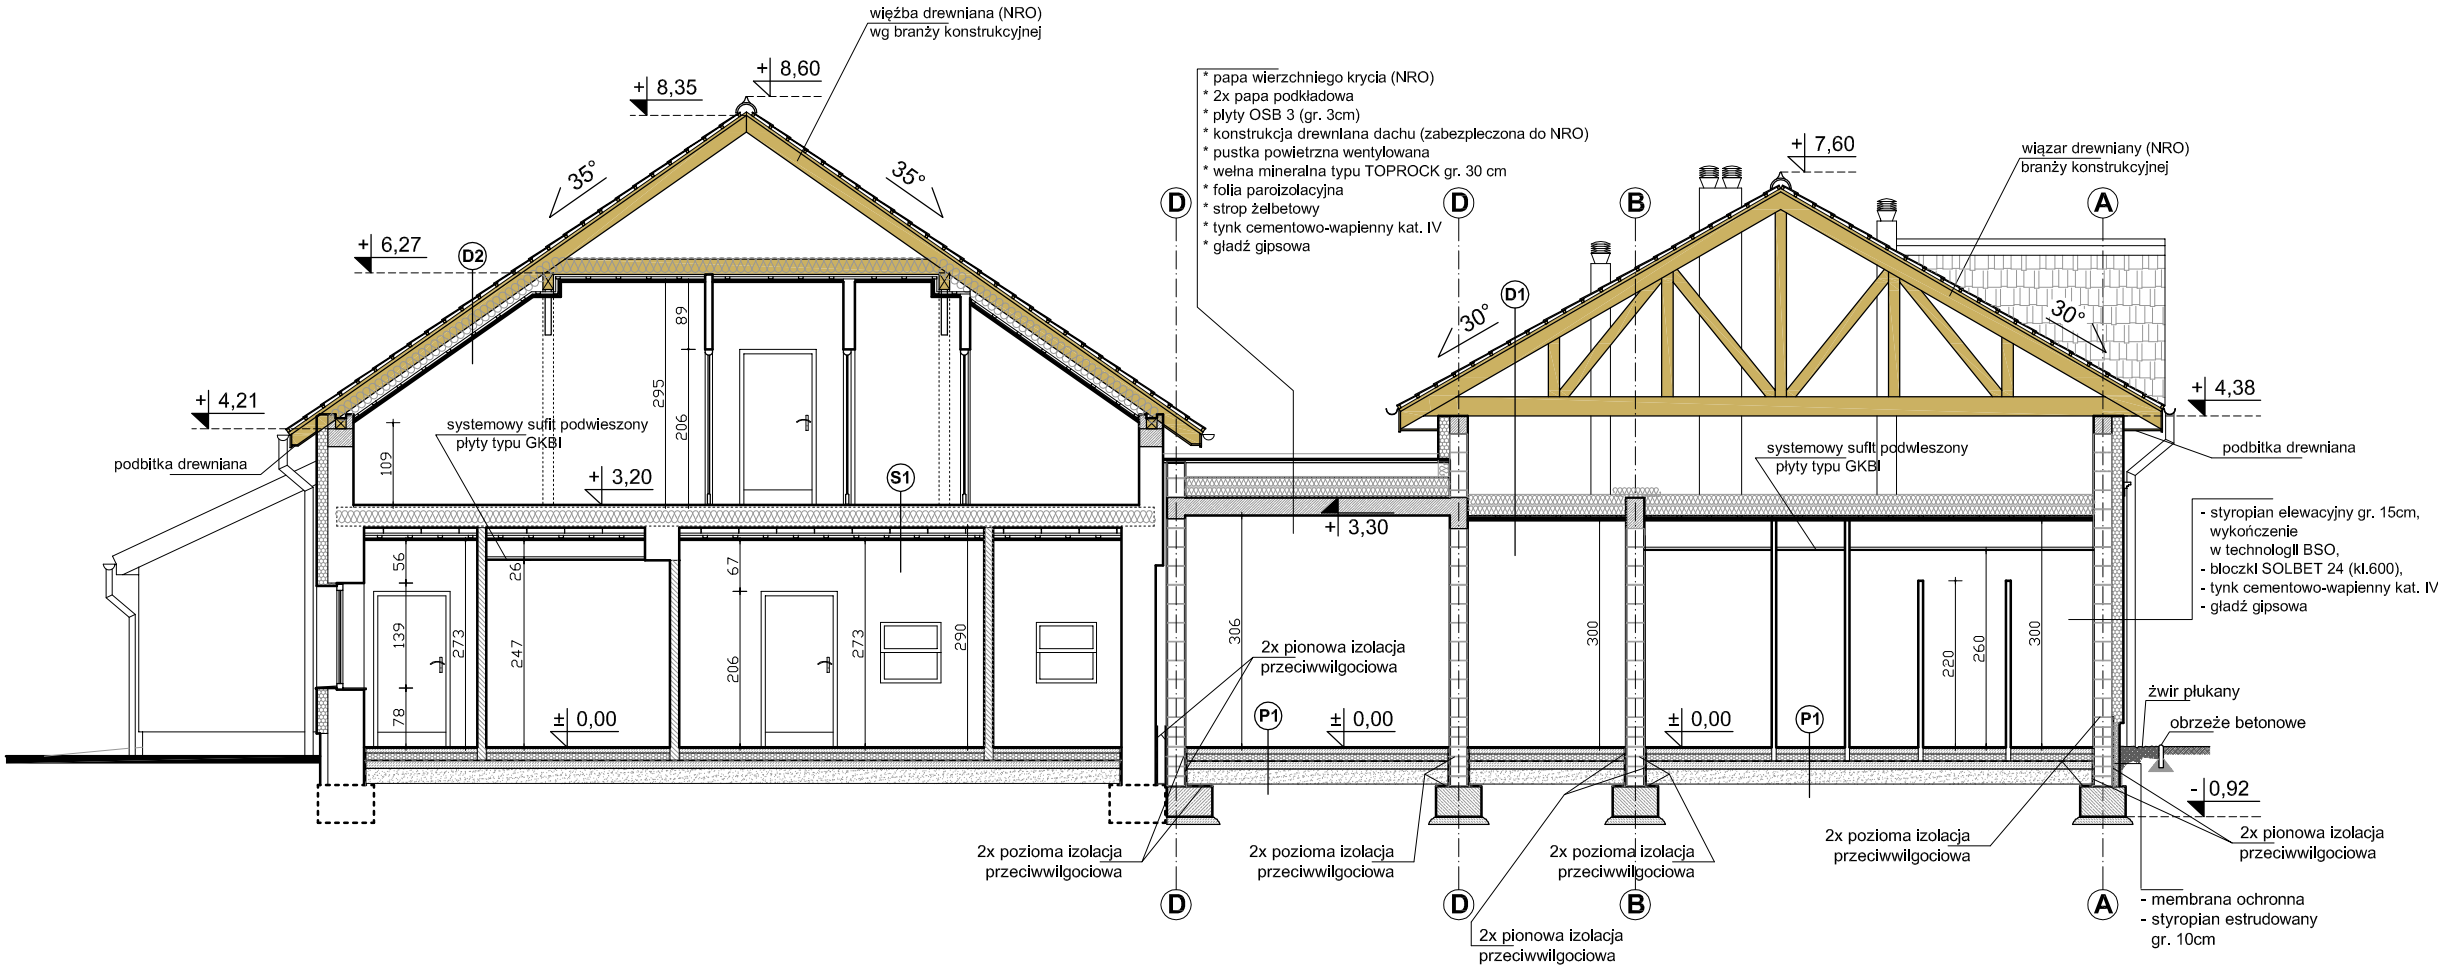 więźba drewniana (NRO)
wg branży konstrukcyjnej
+ 8,60
+ 8,35
35°
35°
+ 6,27
D2
+ 4,21
podbitka drewniana
systemowy sufit podwieszony
płyty typu GKBI
109
295
89
206
+ 3,20
S1
* papa wierzchniego krycia (NRO)
* 2x papa podkładowa
* płyty OSB 3 (gr. 3cm)
* konstrukcja drewniana dachu (zabezpleczona do NRO)
* pustka powietrzna wentylowana
* wełna mineralna typu TOPROCK gr. 30 cm
* folia paroizolacyjna
* strop żelbetowy
* tynk cementowo-wapienny kat. IV
* gładź gipsowa
D
D
B
A
+ 7,60
wiązar drewniany (NRO)
branży konstrukcyjnej
30°
30°
D1
+ 4,38
podbitka drewniana
systemowy sufit podwieszony
płyty typu GKBI
+ 3,30
- styropian elewacyjny gr. 15cm,
wykończenie
w technologii BSO,
- bloczki SOLBET 24 (kl.600),
- tynk cementowo-wapienny kat. IV
- gładź gipsowa
56
139
78
273
26
247
67
206
273
290
306
300
220
260
300
± 0,00
± 0,00
± 0,00
P1
P1
2x pionowa izolacja
przeciwwilgociowa
żwir płukany
obrzeże betonowe
- 0,92
2x pozioma izolacja
przeciwwilgociowa
2x pozioma izolacja
przeciwwilgociowa
2x pozioma izolacja
przeciwwilgociowa
2x pozioma izolacja
przeciwwilgociowa
2x pionowa izolacja
przeciwwilgociowa
D
D
B
A
2x pionowa izolacja
przeciwwilgociowa
- membrana ochronna
- styropian estrudowany
gr. 10cm